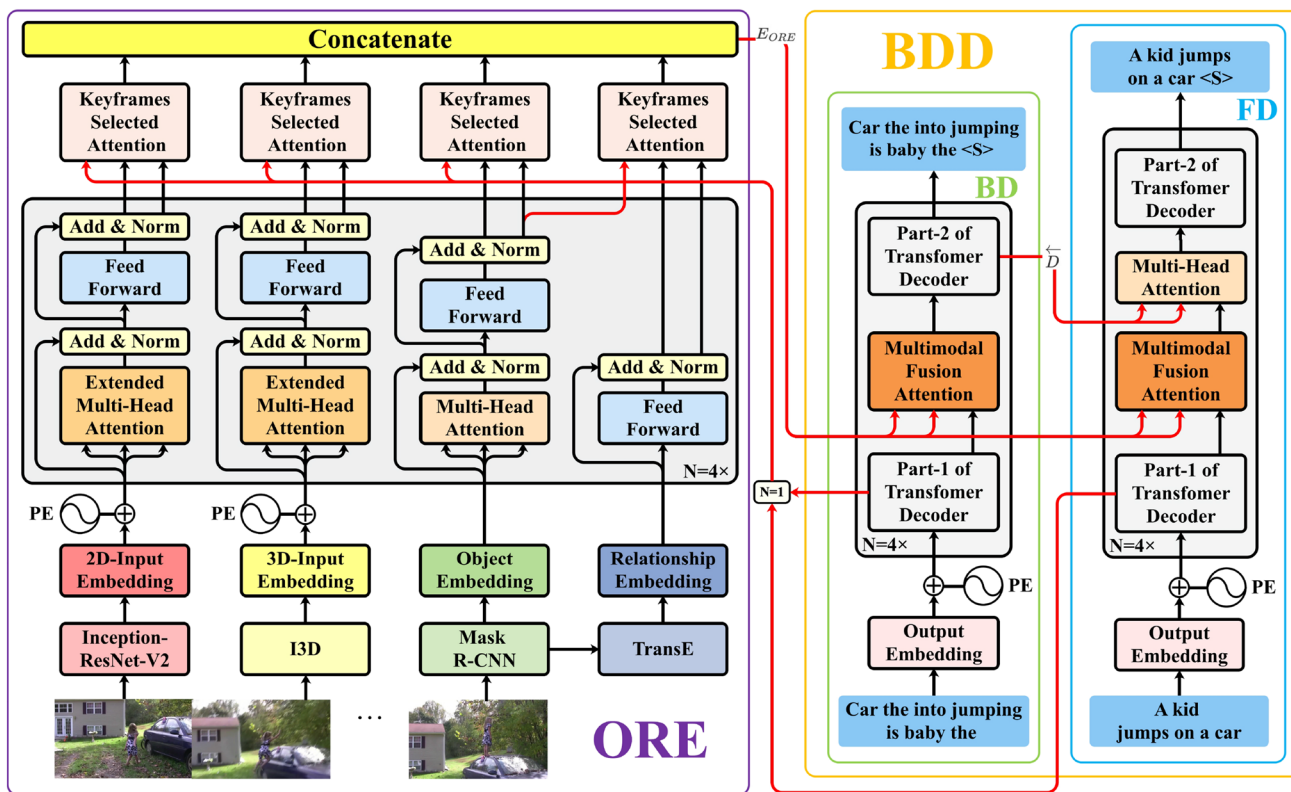 Concatenate
E_ORE
Keyframes
Selected
Attention
Keyframes
Selected
Attention
Keyframes
Selected
Attention
Keyframes
Selected
Attention
Add & Norm
Feed
Forward
Add & Norm
Extended
Multi-Head
Attention
Add & Norm
Feed
Forward
Add & Norm
Extended
Multi-Head
Attention
Add & Norm
Feed
Forward
Add & Norm
Multi-Head
Attention
Add & Norm
Feed
Forward
N=4×
PE
PE
2D-Input
Embedding
3D-Input
Embedding
Object
Embedding
Relationship
Embedding
Inception-
ResNet-V2
I3D
Mask
R-CNN
TransE
...
ORE
BDD
BD
Car the into jumping
is baby the <S>
Part-2 of
Transfomer
Decoder
←D
Multimodal
Fusion
Attention
Part-1 of
Transfomer
Decoder
N=4×
N=1
PE
Output
Embedding
Car the into jumping
is baby the
FD
A kid jumps
on a car <S>
Part-2 of
Transfomer
Decoder
Multi-Head
Attention
Multimodal
Fusion
Attention
Part-1 of
Transfomer
Decoder
N=4×
PE
Output
Embedding
A kid
jumps on a car